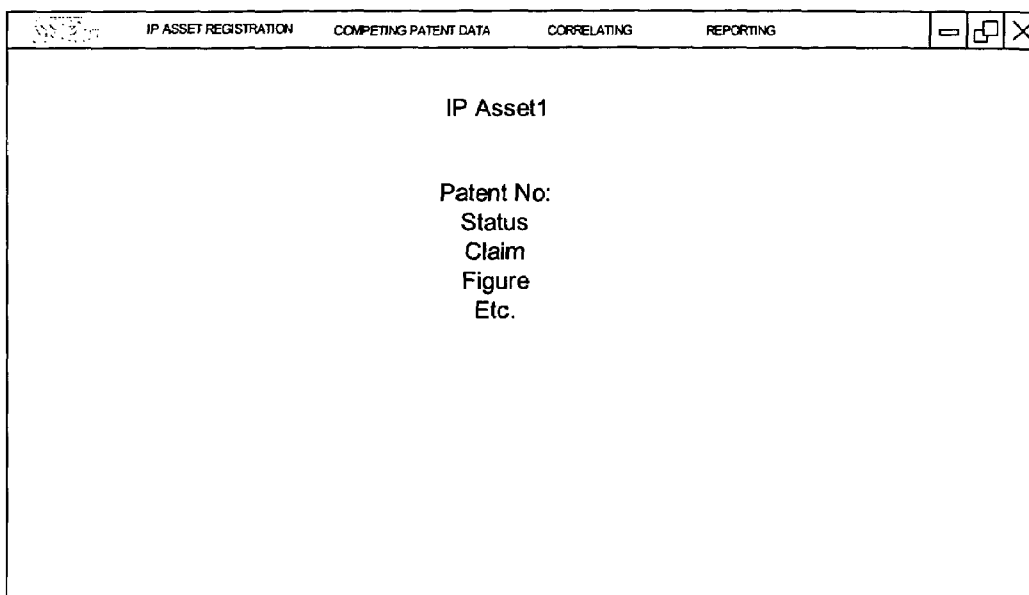 IP ASSET REGISTRATION COMPETING PATENT DATA CORRELATING REPORTING
IP Asset1
Patent No:
Status
Claim
Figure
Etc.